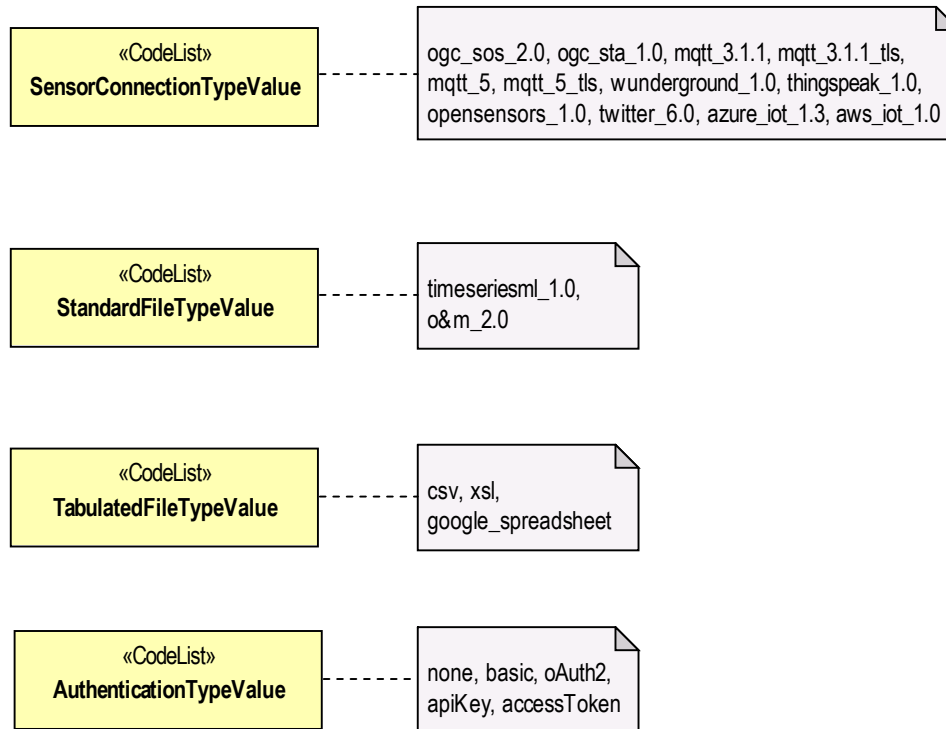 «CodeList»
SensorConnectionTypeValue
ogc_sos_2.0, ogc_sta_1.0, mqtt_3.1.1, mqtt_3.1.1_tls,
mqtt_5, mqtt_5_tls, wunderground_1.0, thingspeak_1.0,
opensensors_1.0, twitter_6.0, azure_iot_1.3, aws_iot_1.0
«CodeList»
StandardFileTypeValue
timeseriesml_1.0,
o&m_2.0
«CodeList»
TabulatedFileTypeValue
csv, xsl,
google_spreadsheet
«CodeList»
AuthenticationTypeValue
none, basic, oAuth2,
apiKey, accessToken